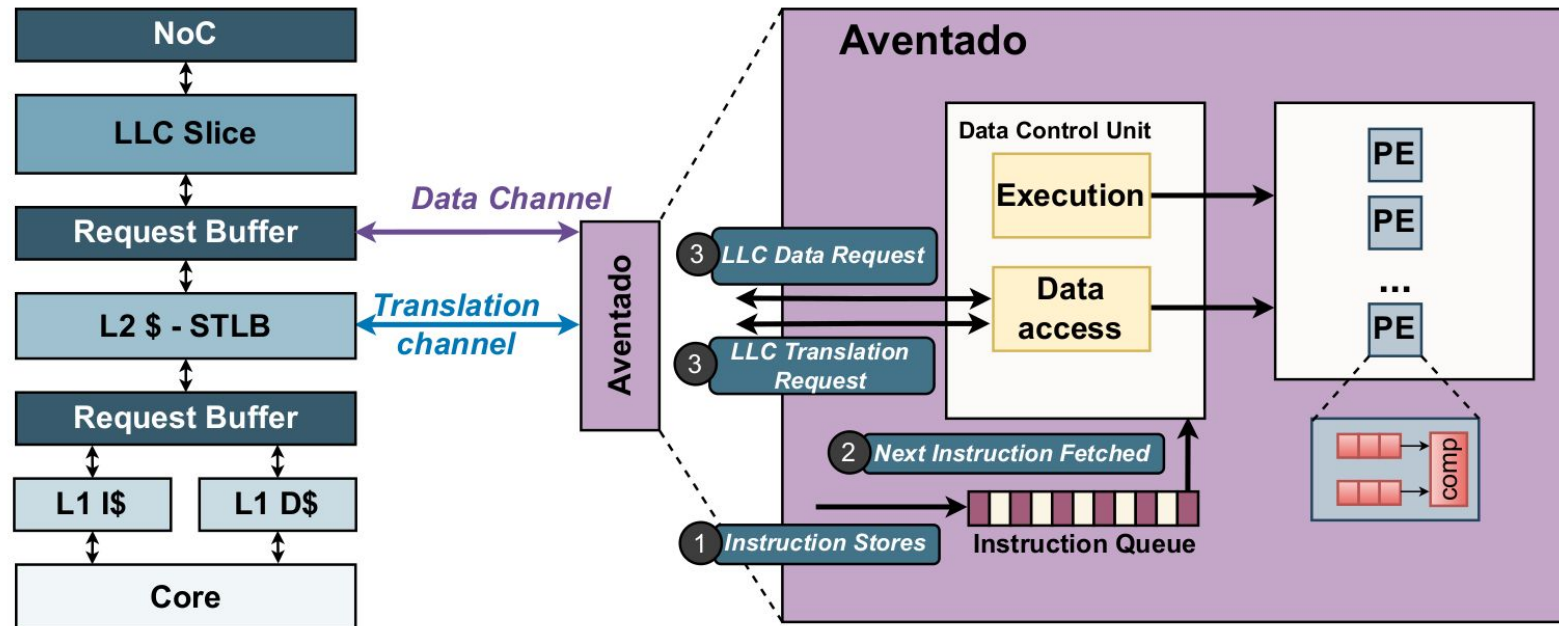 NoC
LLC Slice
Request Buffer
L2 $ - STLB
Request Buffer
L1 I$
L1 D$
Core
Data Channel
Translation
channel
Aventado
Aventado
Data Control Unit
Execution
Data
access
3 LLC Data Request
3 LLC Translation
Request
2 Next Instruction Fetched
1 Instruction Stores
Instruction Queue
PE
PE
...
PE
comp